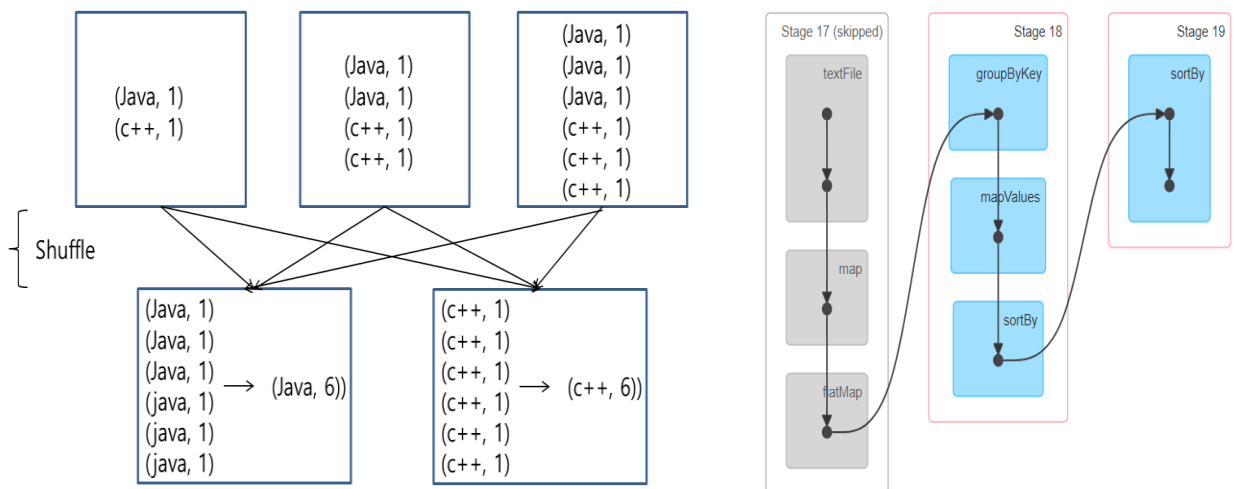 (Java, 1)
(c++, 1)
(Java, 1)
(Java, 1)
(c++, 1)
(c++, 1)
(Java, 1)
(Java, 1)
(Java, 1)
(c++, 1)
(c++, 1)
(c++, 1)
Shuffle
(Java, 1)
(Java, 1)
(Java, 1)
(java, 1)
(java, 1)
(java, 1)
(Java, 6))
(c++, 1)
(c++, 1)
(c++, 1)
(c++, 1)
(c++, 1)
(c++, 1)
(c++, 6))
Stage 17 (skipped)
textFile
map
flatMap
Stage 18
groupByKey
mapValues
sortBy
Stage 19
sortBy